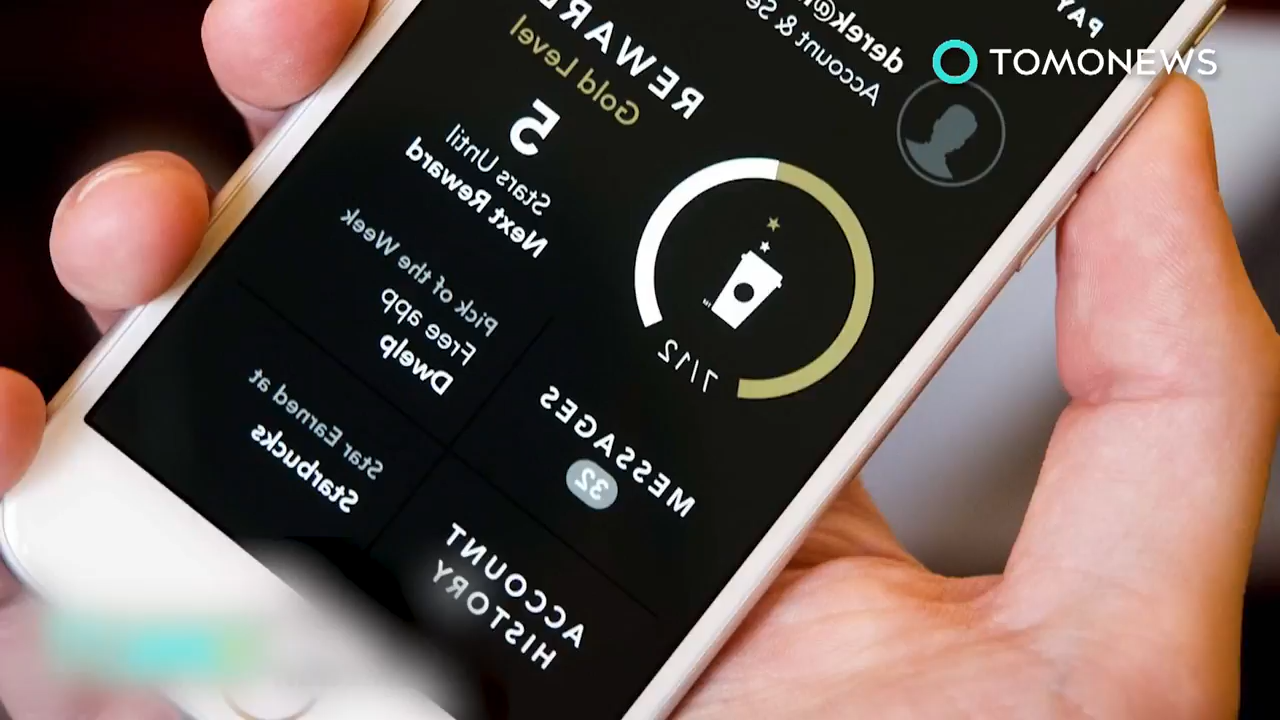 TOMONEWS
PAY
derek@
Account & Se
REWARD
Gold Level
5
Stars Until
Next Reward
7/12
Pick of the Week
Free app
Dwelp
MESSAGES
32
Star Earned at
Starbucks
ACCOUNT
HISTORY